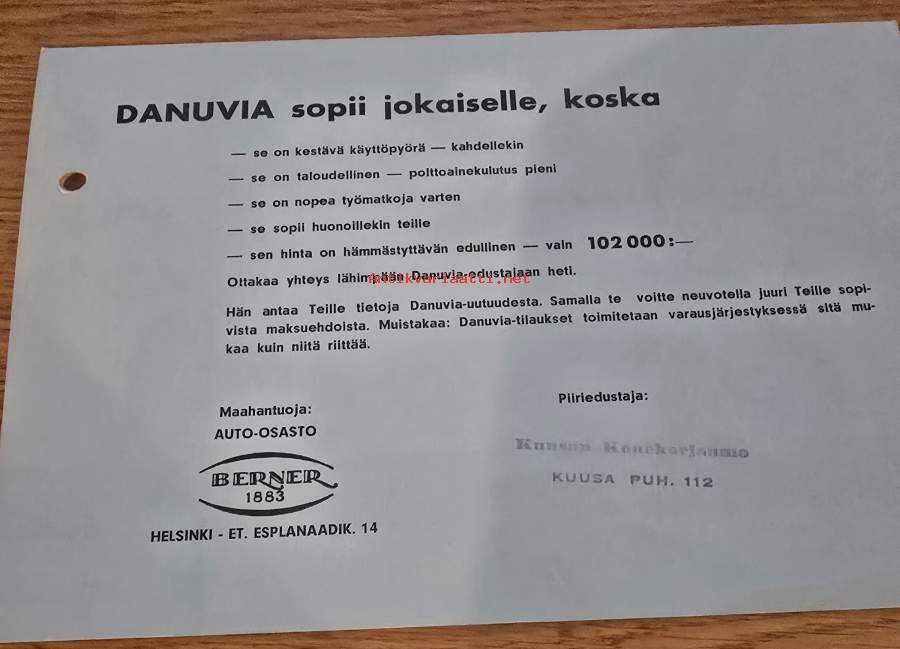 DANUVIA sopii jokaiselle, koska
— se on kestävä käyttöpyörä — kahdellekin
— se on taloudellinen — polttoainekulutus pieni
— se on nopea työmatkoja varten
— se sopii huonoillekin teille
— sen hinta on hämmästyttävän edullinen — vain 102 000:—
Ottakaa yhteys lähimpään Danuvia-edustajaan heti.
antikvariaatti.net
Hän antaa Teille tietoja Danuvia-uutuudesta. Samalla te voitte neuvotella juuri Teille sopi-
vista maksuehdoista. Muistakaa: Danuvia-tilaukset toimitetaan varausjärjestyksessä sitä mu-
kaa kuin niitä riittää.
Maahantuoja:
AUTO-OSASTO
BERNER
1883
HELSINKI - ET. ESPLANAADIK. 14
Piiriedustaja:
Kuusan Konekorjaamo
KUUSA PUH. 112